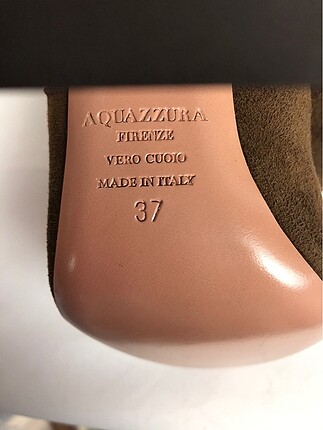 AQUAZZURA
FIRENZE
VERO CUOIO
MADE IN ITALY
37